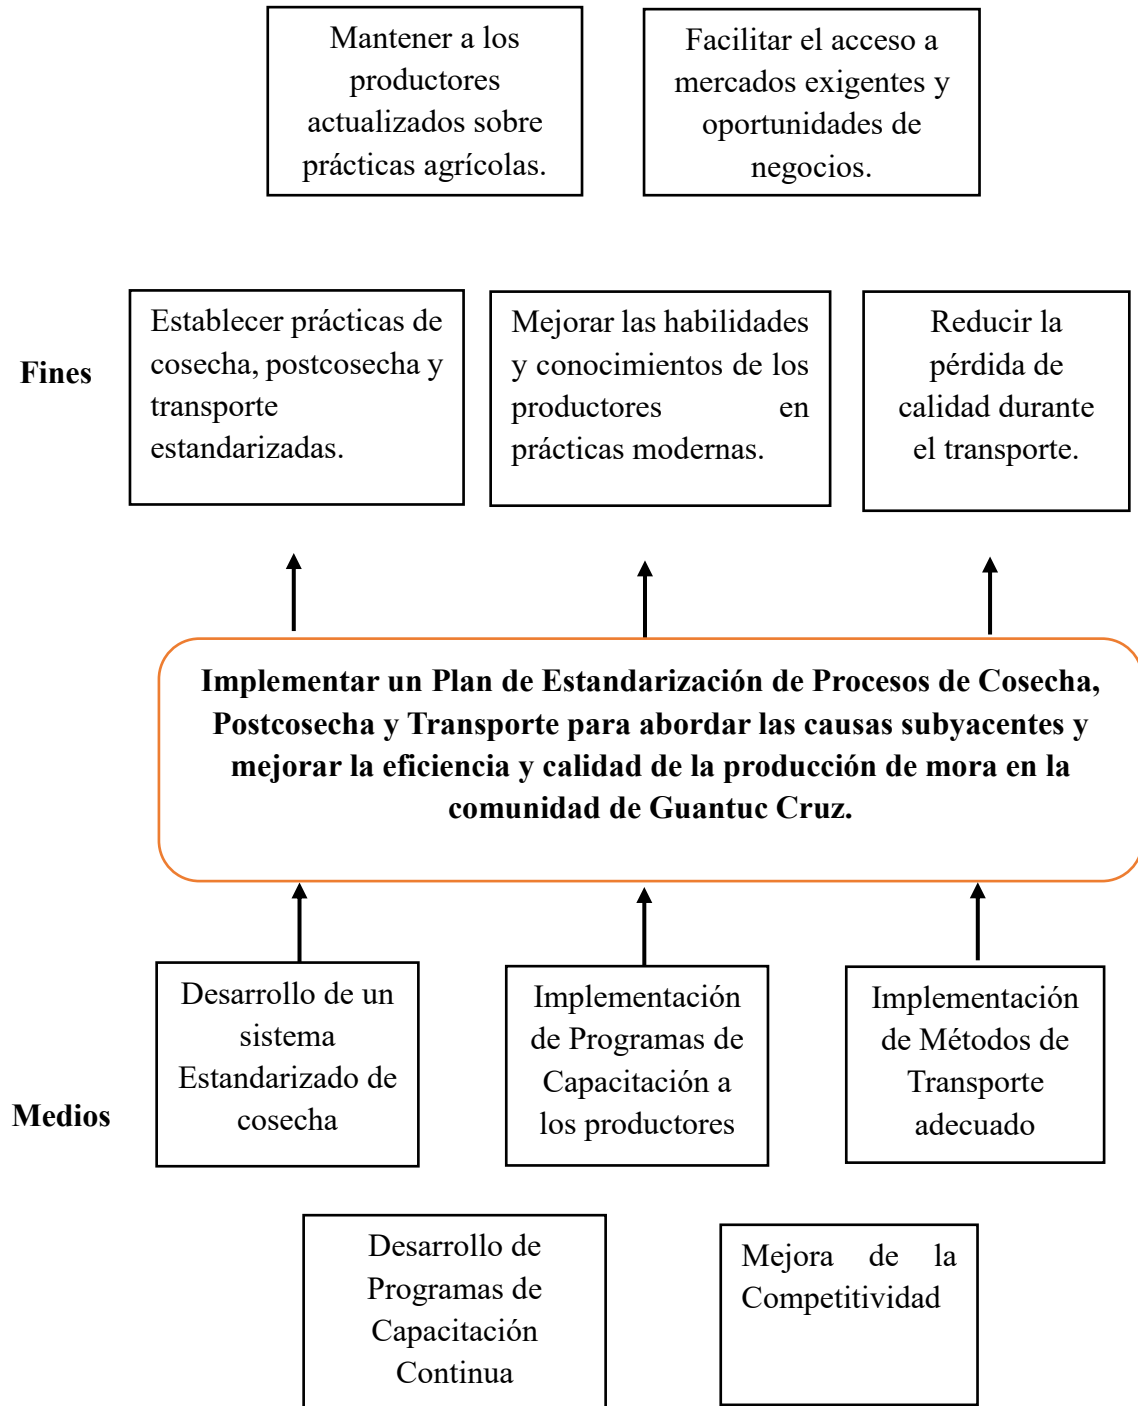 Mantener a los
productores
actualizados sobre
prácticas agrícolas.
Facilitar el acceso a
mercados exigentes y
oportunidades de
negocios.
Fines
Establecer prácticas de
cosecha, postcosecha y
transporte
estandarizadas.
Mejorar las habilidades
y conocimientos de los
productores en
prácticas modernas.
Reducir la
pérdida de
calidad durante
el transporte.
Implementar un Plan de Estandarización de Procesos de Cosecha,
Postcosecha y Transporte para abordar las causas subyacentes y
mejorar la eficiencia y calidad de la producción de mora en la
comunidad de Guantuc Cruz.
Medios
Desarrollo de un
sistema
Estandarizado de
cosecha
Implementación
de Programas de
Capacitación a
los productores
Implementación
de Métodos de
Transporte
adecuado
Desarrollo de
Programas de
Capacitación
Continua
Mejora de la
Competitividad